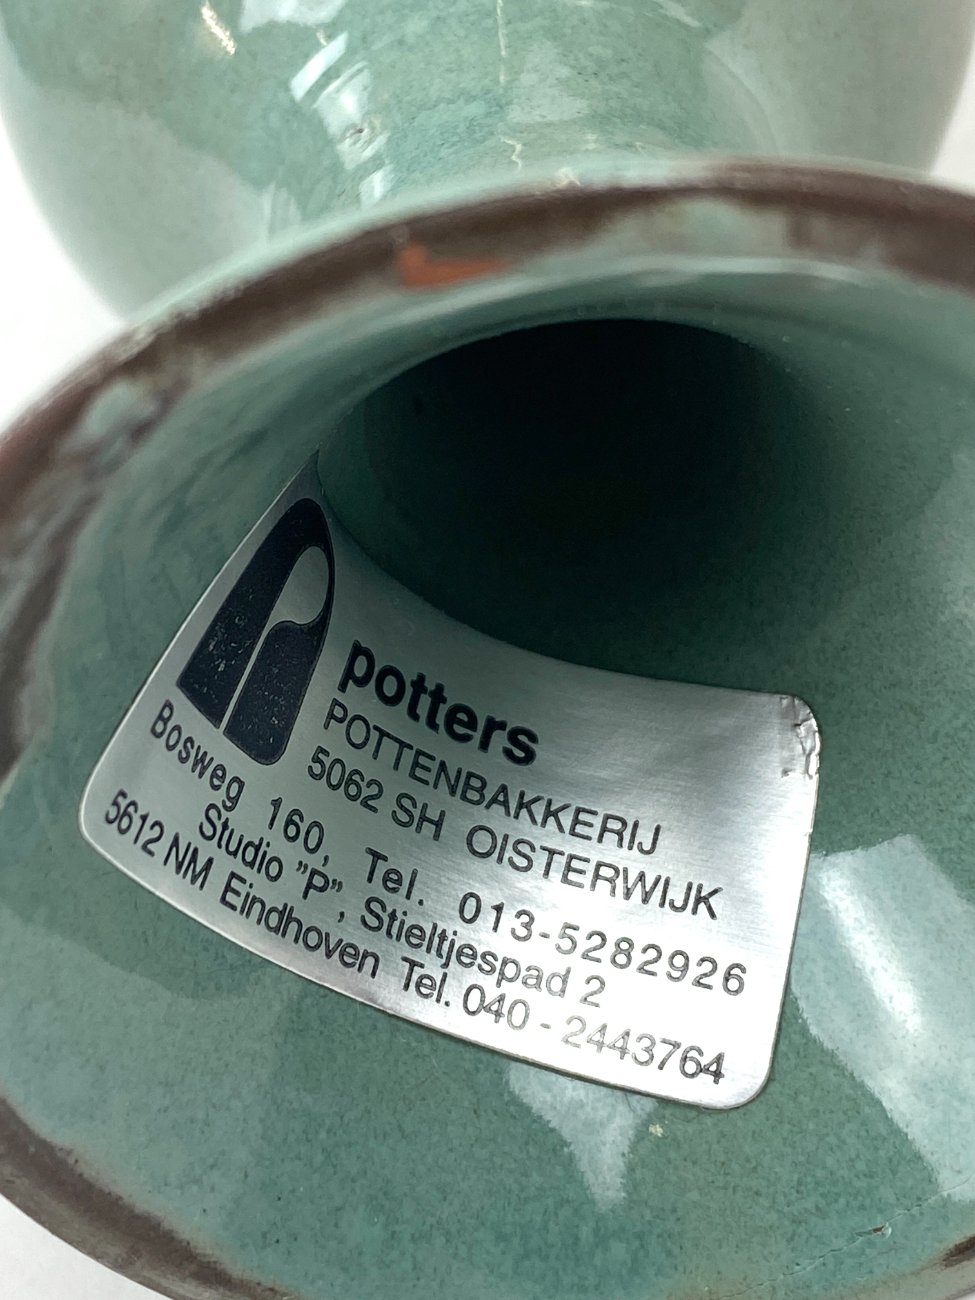 potters
POTTENBAKKERIJ
5062 SH OISTERWIJK
Bosweg 160, Tel. 013-5282926
Studio ”P”, Stieltjespad 2
5612 NM Eindhoven Tel. 040 - 2443764